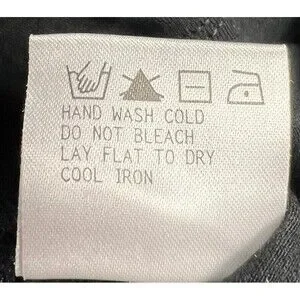 HAND WASH COLD
DO NOT BLEACH
LAY FLAT TO DRY
COOL IRON